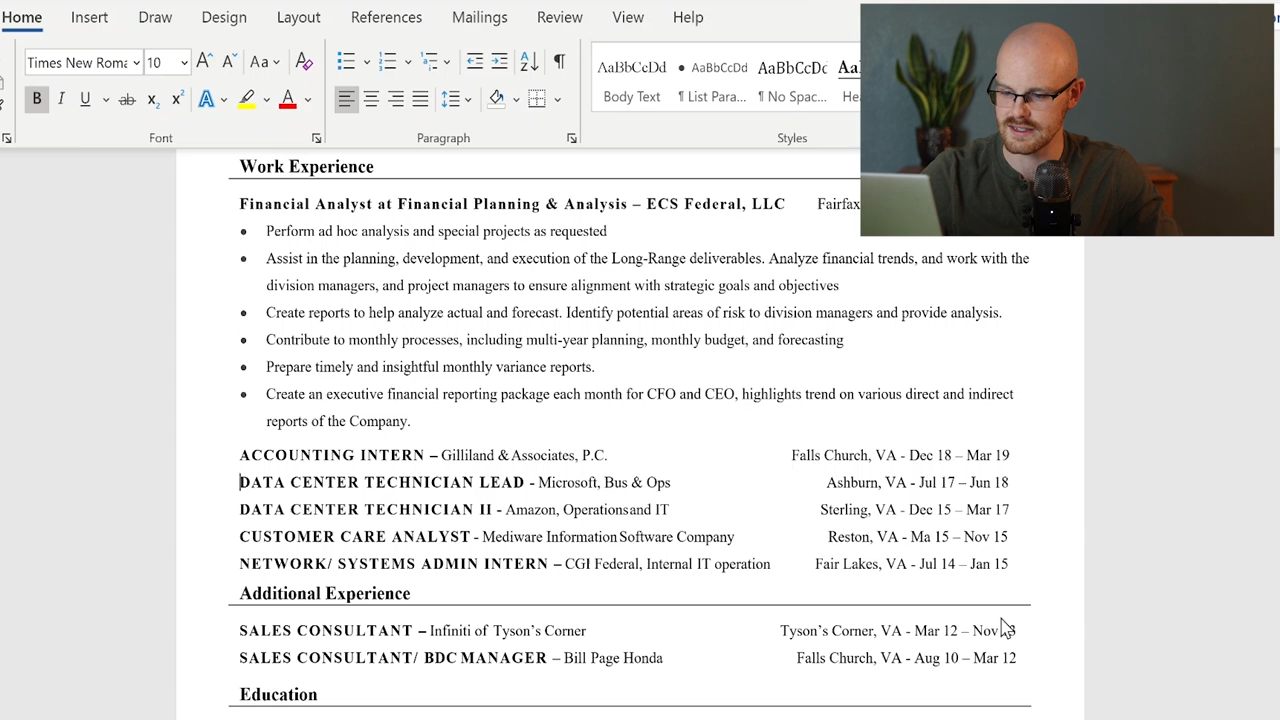 Home Insert Draw Design Layout References Mailings Review View Help
Times New Roma 10 Aa
AaBbCcDd AaBbCcDd AaBbCcDd
B I U ab x₂ x² A A
Body Text ¶ List Para... ¶ No Spac...
Font Paragraph Styles
Work Experience
Financial Analyst at Financial Planning & Analysis – ECS Federal, LLC Fairfax
• Perform ad hoc analysis and special projects as requested
• Assist in the planning, development, and execution of the Long-Range deliverables. Analyze financial trends, and work with the
division managers, and project managers to ensure alignment with strategic goals and objectives
• Create reports to help analyze actual and forecast. Identify potential areas of risk to division managers and provide analysis.
• Contribute to monthly processes, including multi-year planning, monthly budget, and forecasting
• Prepare timely and insightful monthly variance reports.
• Create an executive financial reporting package each month for CFO and CEO, highlights trend on various direct and indirect
reports of the Company.
ACCOUNTING INTERN – Gilliland & Associates, P.C. Falls Church, VA - Dec 18 – Mar 19
DATA CENTER TECHNICIAN LEAD - Microsoft, Bus & Ops Ashburn, VA - Jul 17 – Jun 18
DATA CENTER TECHNICIAN II - Amazon, Operations and IT Sterling, VA - Dec 15 – Mar 17
CUSTOMER CARE ANALYST - Mediware Information Software Company Reston, VA - Ma 15 – Nov 15
NETWORK/ SYSTEMS ADMIN INTERN – CGI Federal, Internal IT operation Fair Lakes, VA - Jul 14 – Jan 15
Additional Experience
SALES CONSULTANT – Infiniti of Tyson's Corner Tyson's Corner, VA - Mar 12 – Nov
SALES CONSULTANT/ BDC MANAGER – Bill Page Honda Falls Church, VA - Aug 10 – Mar 12
Education